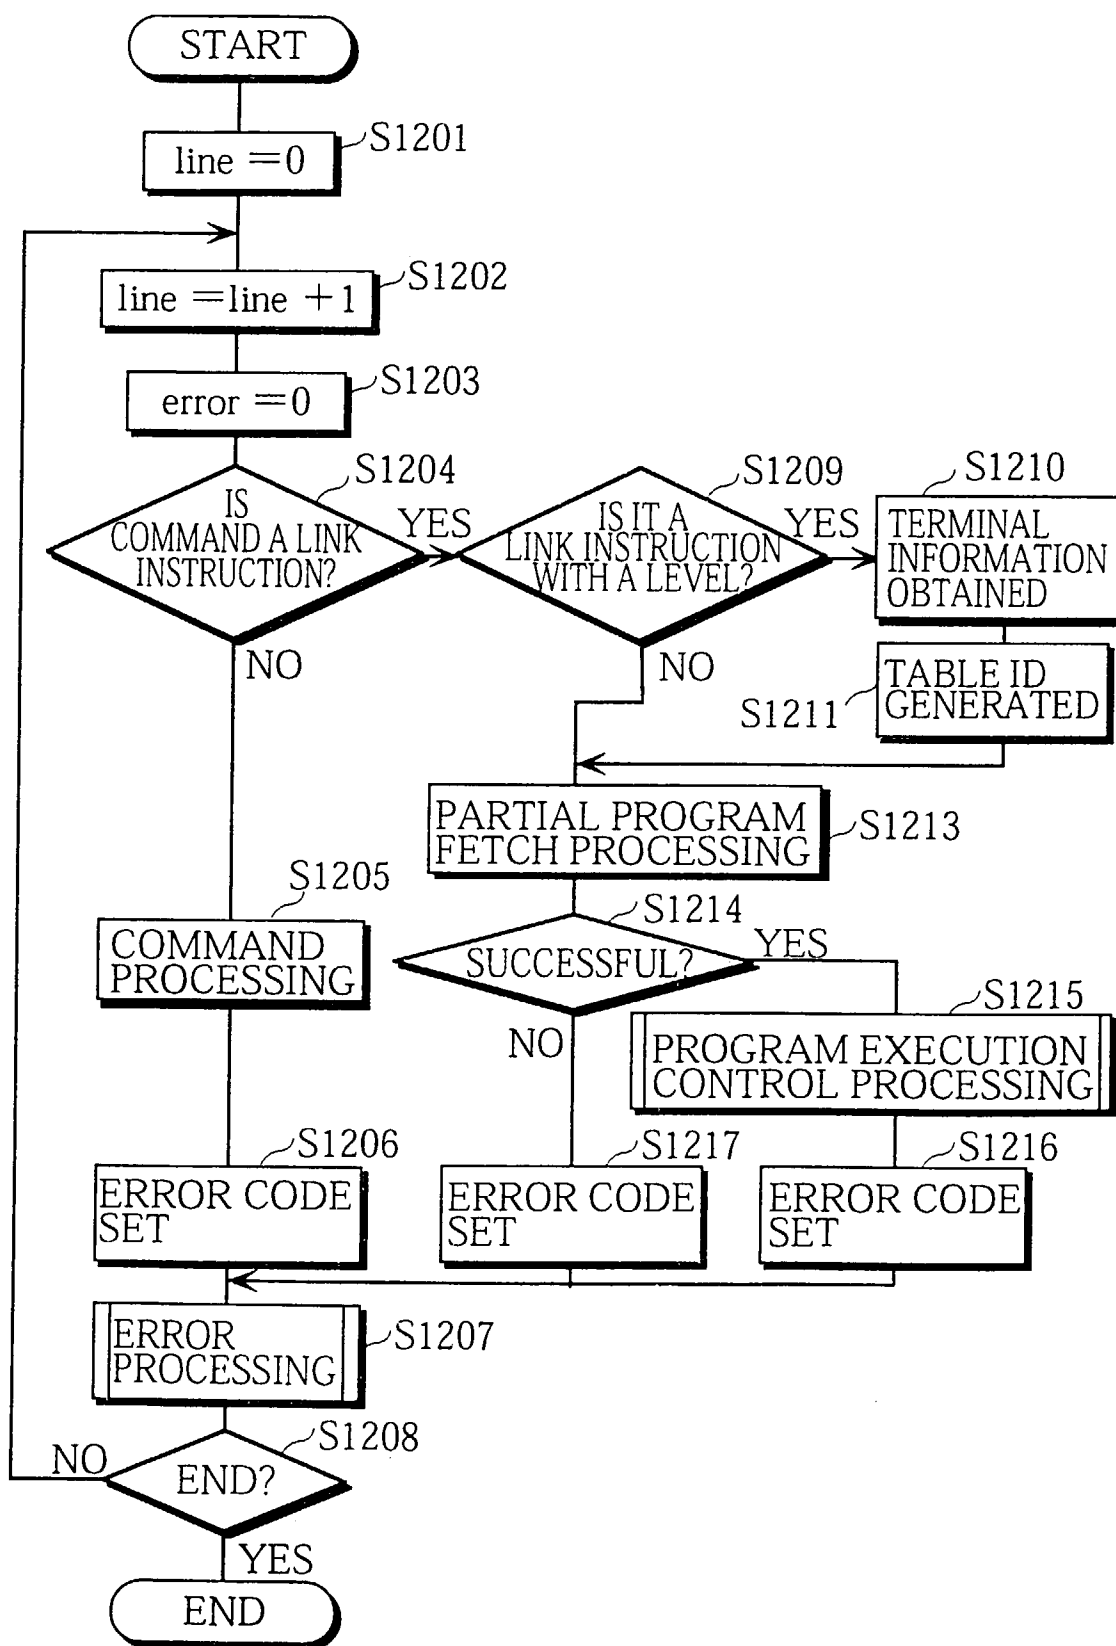 START
S1201
line =0
S1202
line =line +1
S1203
error =0
S1204
IS
COMMAND A LINK
INSTRUCTION?
YES
NO
S1209
IS IT A
LINK INSTRUCTION
WITH A LEVEL?
YES
NO
S1210
TERMINAL
INFORMATION
OBTAINED
S1211
TABLE ID
GENERATED
PARTIAL PROGRAM
FETCH PROCESSING
S1213
S1205
COMMAND
PROCESSING
S1214
SUCCESSFUL?
YES
NO
S1215
PROGRAM EXECUTION
CONTROL PROCESSING
S1206
ERROR CODE
SET
S1217
ERROR CODE
SET
S1216
ERROR CODE
SET
ERROR
PROCESSING
S1207
S1208
END?
NO
YES
END